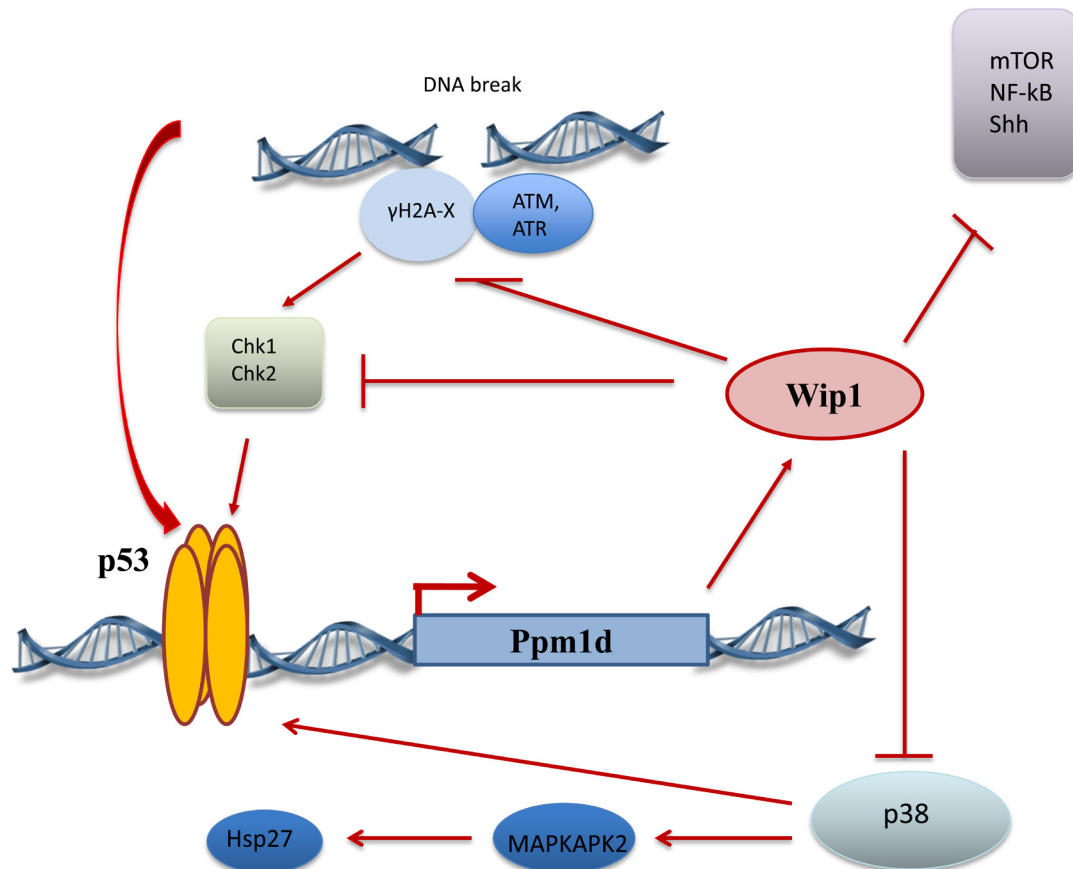 mTOR
NF-kB
Shh
DNA break
γH2A-X
ATM,
ATR
Chk1
Chk2
Wip1
p53
Ppm1d
p38
Hsp27
MAPKAPK2